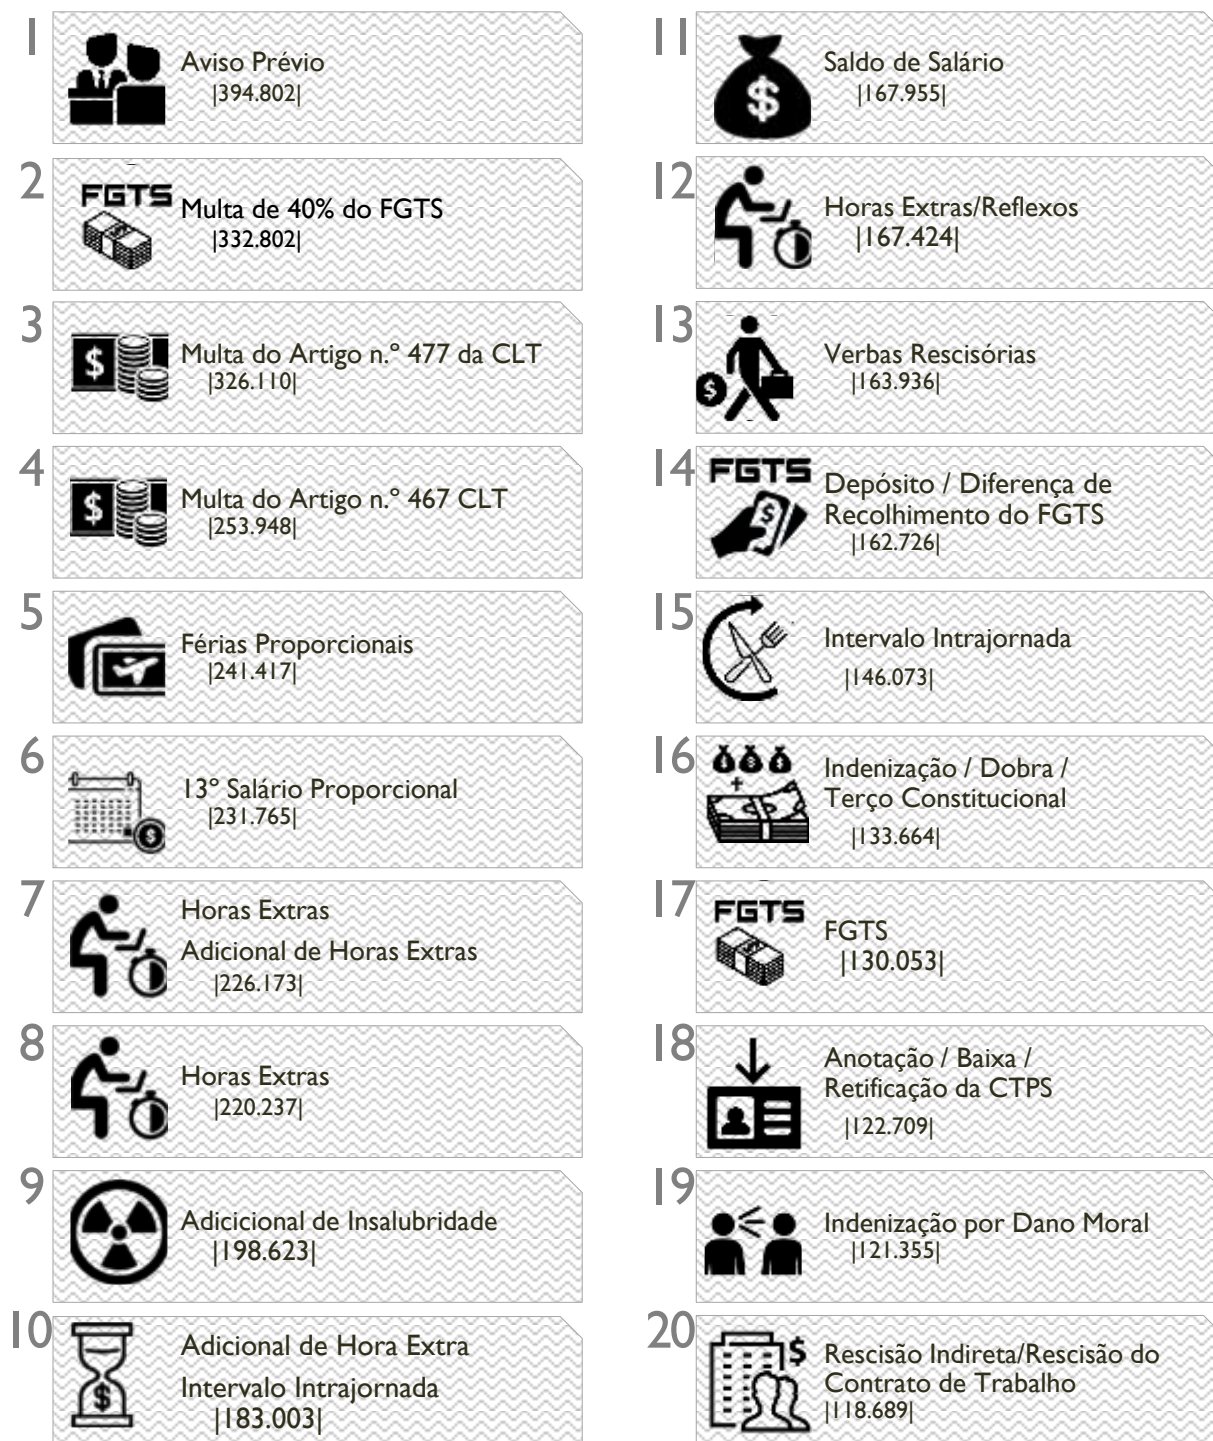 1
Aviso Prévio
|394.802|
2
FGTS
Multa de 40% do FGTS
|332.802|
3
$
Multa do Artigo n.º 477 da CLT
|326.110|
4
$
Multa do Artigo n.º 467 CLT
|253.948|
5
Férias Proporcionais
|241.417|
6
$
13º Salário Proporcional
|231.765|
7
Horas Extras
Adicional de Horas Extras
|226.173|
8
Horas Extras
|220.237|
9
Adicicional de Insalubridade
|198.623|
10
$
Adicional de Hora Extra
Intervalo Intrajornada
|183.003|
11
$
Saldo de Salário
|167.955|
12
Horas Extras/Reflexos
|167.424|
13
$
Verbas Rescisórias
|163.936|
14
FGTS
$
Depósito / Diferença de
Recolhimento do FGTS
|162.726|
15
Intervalo Intrajornada
|146.073|
16
Indenização / Dobra /
Terço Constitucional
|133.664|
17
FGTS
FGTS
|130.053|
18
Anotação / Baixa /
Retificação da CTPS
|122.709|
19
Indenização por Dano Moral
|121.355|
20
$
Rescisão Indireta/Rescisão do
Contrato de Trabalho
|118.689|